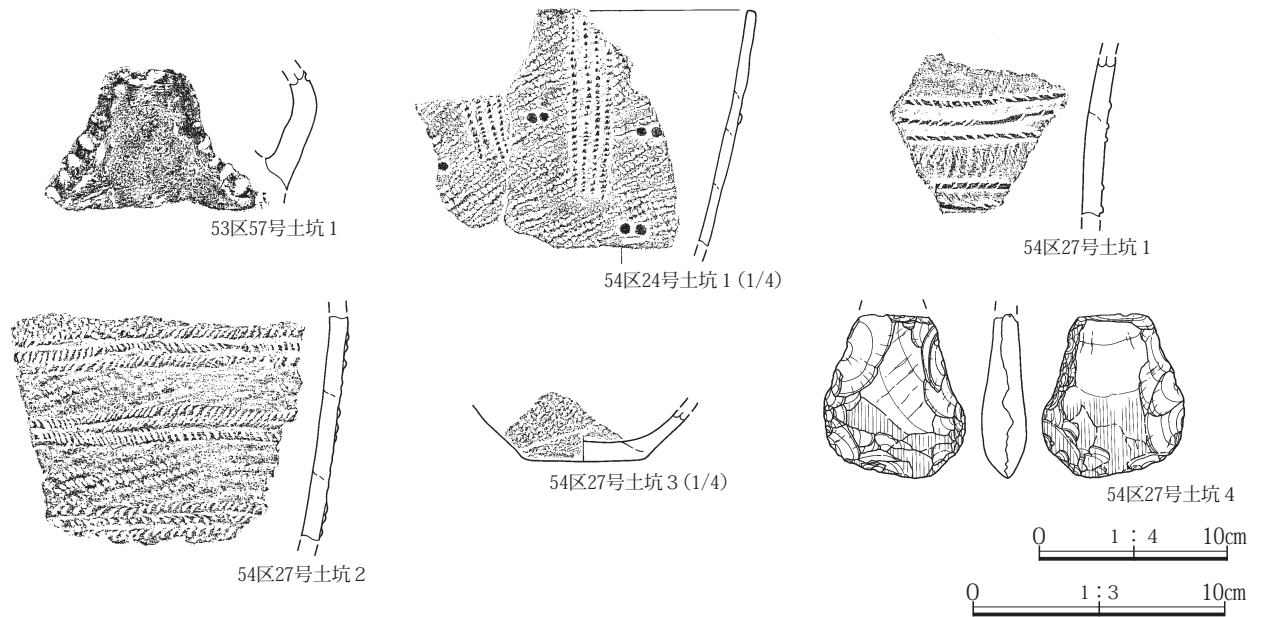 53区57号土坑 1
54区24号土坑 1 (1/4)
54区27号土坑 1
54区27号土坑 2
54区27号土坑 3 (1/4)
54区27号土坑 4
0 1 : 4 10cm
0 1 : 3 10cm